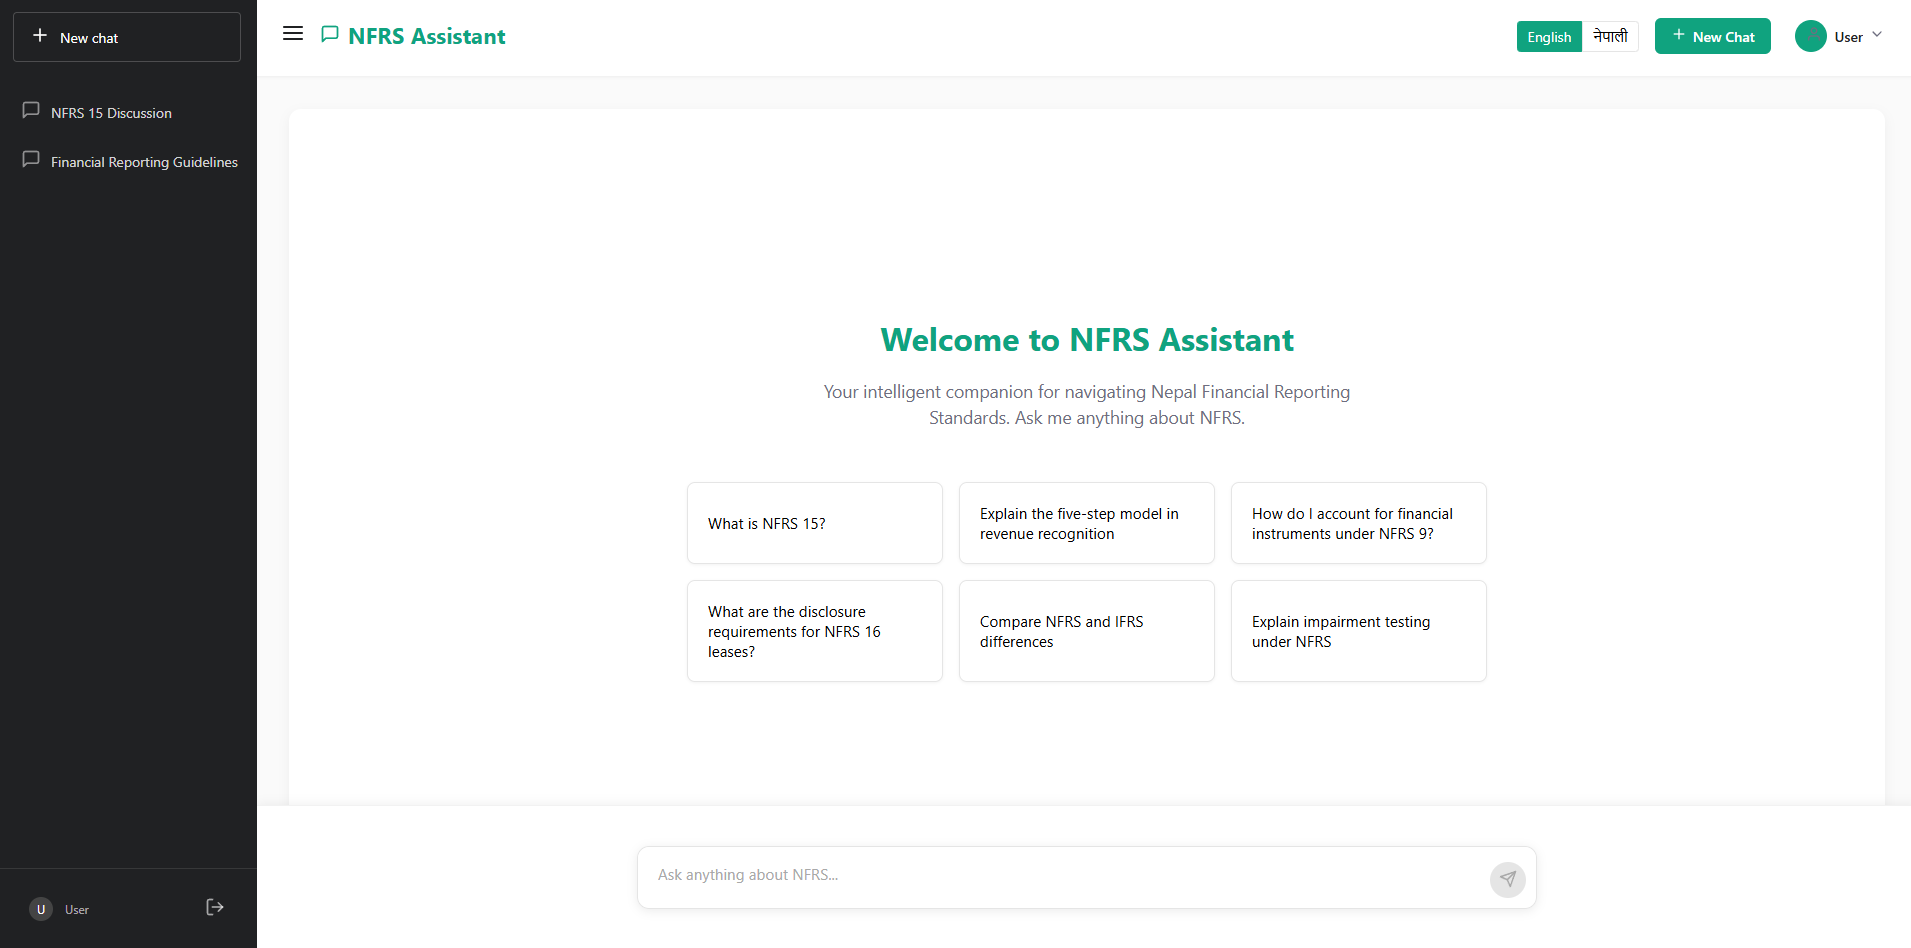 New chat
NFRS 15 Discussion
Financial Reporting Guidelines
U
User
NFRS Assistant
English
नेपाली
New Chat
User
Welcome to NFRS Assistant
Your intelligent companion for navigating Nepal Financial Reporting
Standards. Ask me anything about NFRS.
What is NFRS 15?
Explain the five-step model in
revenue recognition
How do I account for financial
instruments under NFRS 9?
What are the disclosure
requirements for NFRS 16
leases?
Compare NFRS and IFRS
differences
Explain impairment testing
under NFRS
Ask anything about NFRS...